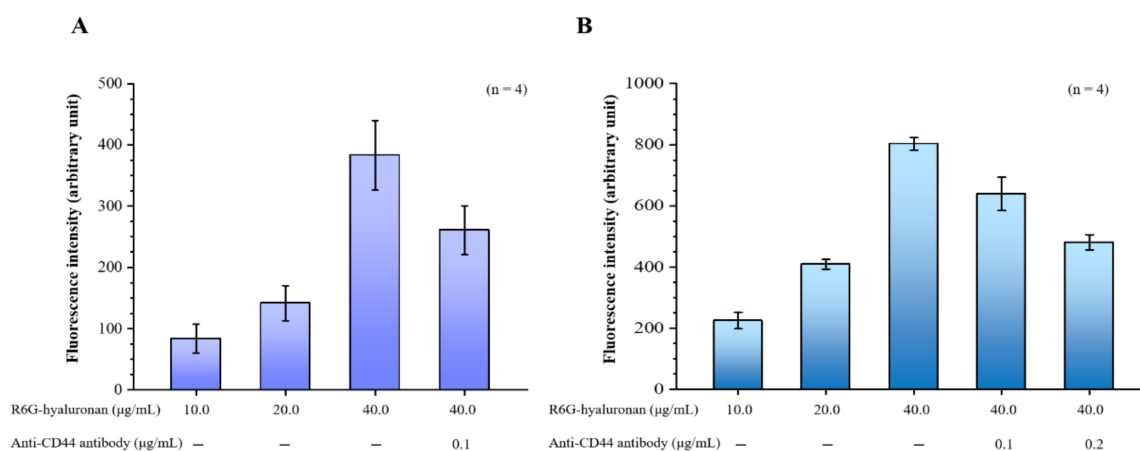 A
Fluorescence intensity (arbitrary unit)
(n = 4)
500
400
300
200
100
0
R6G-hyaluronan (μg/mL) 10.0 20.0 40.0 40.0
Anti-CD44 antibody (μg/mL) – – – 0.1
B
Fluorescence intensity (arbitrary unit)
(n = 4)
1000
800
600
400
200
0
R6G-hyaluronan (μg/mL) 10.0 20.0 40.0 40.0 40.0
Anti-CD44 antibody (μg/mL) – – – 0.1 0.2